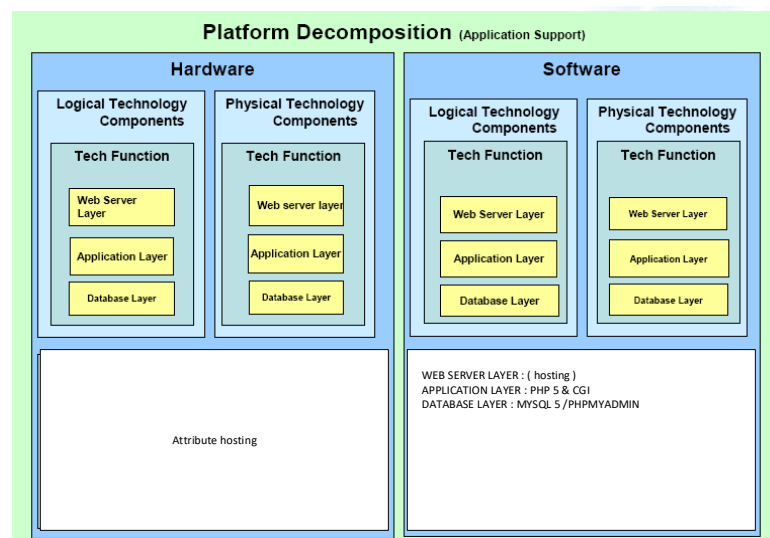 Platform Decomposition (Application Support)
Hardware
Logical Technology
Components
Tech Function
Web Server
Layer
Application Layer
Database Layer
Physical Technology
Components
Tech Function
Web server layer
Application Layer
Database Layer
Attribute hosting
Software
Logical Technology
Components
Tech Function
Web Server Layer
Application Layer
Database Layer
Physical Technology
Components
Tech Function
Web Server Layer
Application Layer
Database Layer
WEB SERVER LAYER : ( hosting )
APPLICATION LAYER : PHP 5 & CGI
DATABASE LAYER : MYSQL 5 /PHPMYADMIN